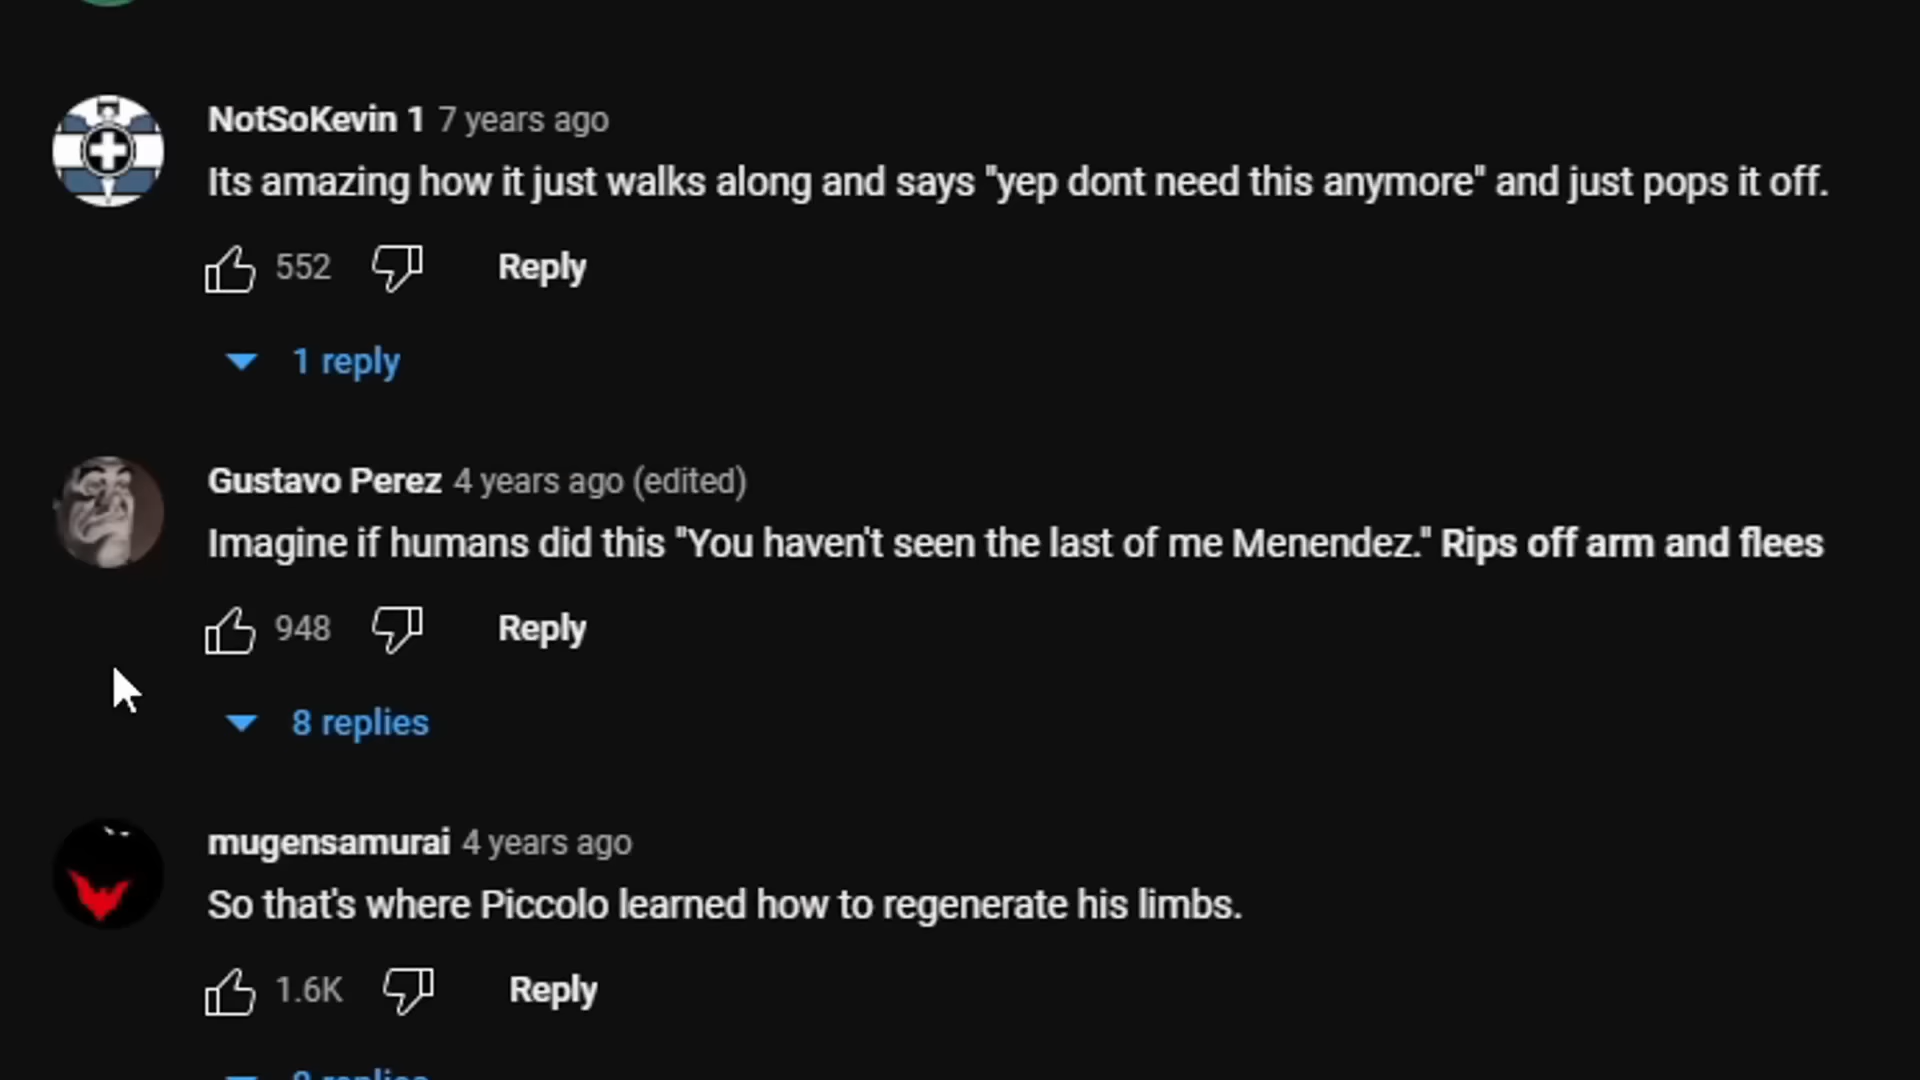 NotSoKevin 1 7 years ago
Its amazing how it just walks along and says "yep dont need this anymore" and just pops it off.
552 Reply
1 reply
Gustavo Perez 4 years ago (edited)
Imagine if humans did this "You haven't seen the last of me Menendez." Rips off arm and flees
948 Reply
8 replies
mugensamurai 4 years ago
So that's where Piccolo learned how to regenerate his limbs.
1.6K Reply
replies